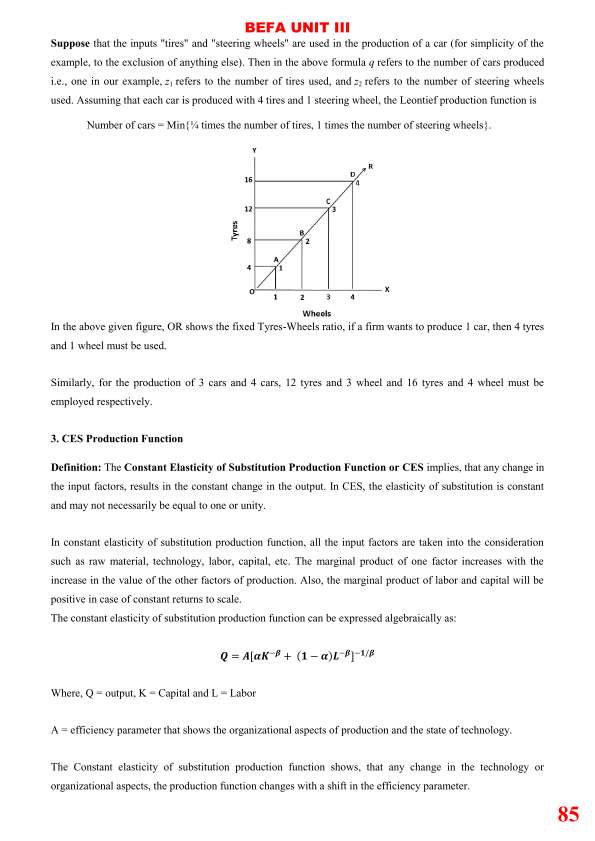 BEFA UNIT III
Suppose that the inputs "tires" and "steering wheels" are used in the production of a car (for simplicity of the
example, to the exclusion of anything else). Then in the above formula q refers to the number of cars produced
i.e., one in our example, z1 refers to the number of tires used, and z2 refers to the number of steering wheels
used. Assuming that each car is produced with 4 tires and 1 steering wheel, the Leontief production function is
Number of cars = Min{¼ times the number of tires, 1 times the number of steering wheels}.
Y
R
D
16
4
C
12
3
Tyres
B
8
2
A
4
1
O
X
1 2 3 4
Wheels
In the above given figure, OR shows the fixed Tyres-Wheels ratio, if a firm wants to produce 1 car, then 4 tyres
and 1 wheel must be used.
Similarly, for the production of 3 cars and 4 cars, 12 tyres and 3 wheel and 16 tyres and 4 wheel must be
employed respectively.
3. CES Production Function
Definition: The Constant Elasticity of Substitution Production Function or CES implies, that any change in
the input factors, results in the constant change in the output. In CES, the elasticity of substitution is constant
and may not necessarily be equal to one or unity.
In constant elasticity of substitution production function, all the input factors are taken into the consideration
such as raw material, technology, labor, capital, etc. The marginal product of one factor increases with the
increase in the value of the other factors of production. Also, the marginal product of labor and capital will be
positive in case of constant returns to scale.
The constant elasticity of substitution production function can be expressed algebraically as:
Q = A[αK^−β + (1 − α)L^−β]^−1/β
Where, Q = output, K = Capital and L = Labor
A = efficiency parameter that shows the organizational aspects of production and the state of technology.
The Constant elasticity of substitution production function shows, that any change in the technology or
organizational aspects, the production function changes with a shift in the efficiency parameter.
85